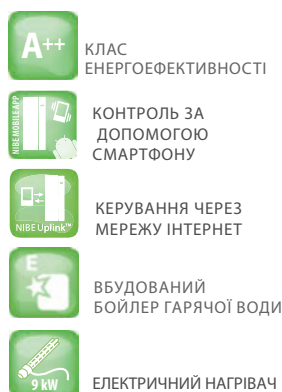 A++
КЛАС
ЕНЕРГОЕФЕКТИВНОСТІ
NIBE MOBILE APP
КОНТРОЛЬ ЗА
ДОПОМОГОЮ
СМАРТФОНУ
NIBE Uplink™
КЕРУВАННЯ ЧЕРЕЗ
МЕРЕЖУ ІНТЕРНЕТ
E
ВБУДОВАНИЙ
БОЙЛЕР ГАРЯЧОЇ ВОДИ
9 kW
ЕЛЕКТРИЧНИЙ НАГРІВАЧ